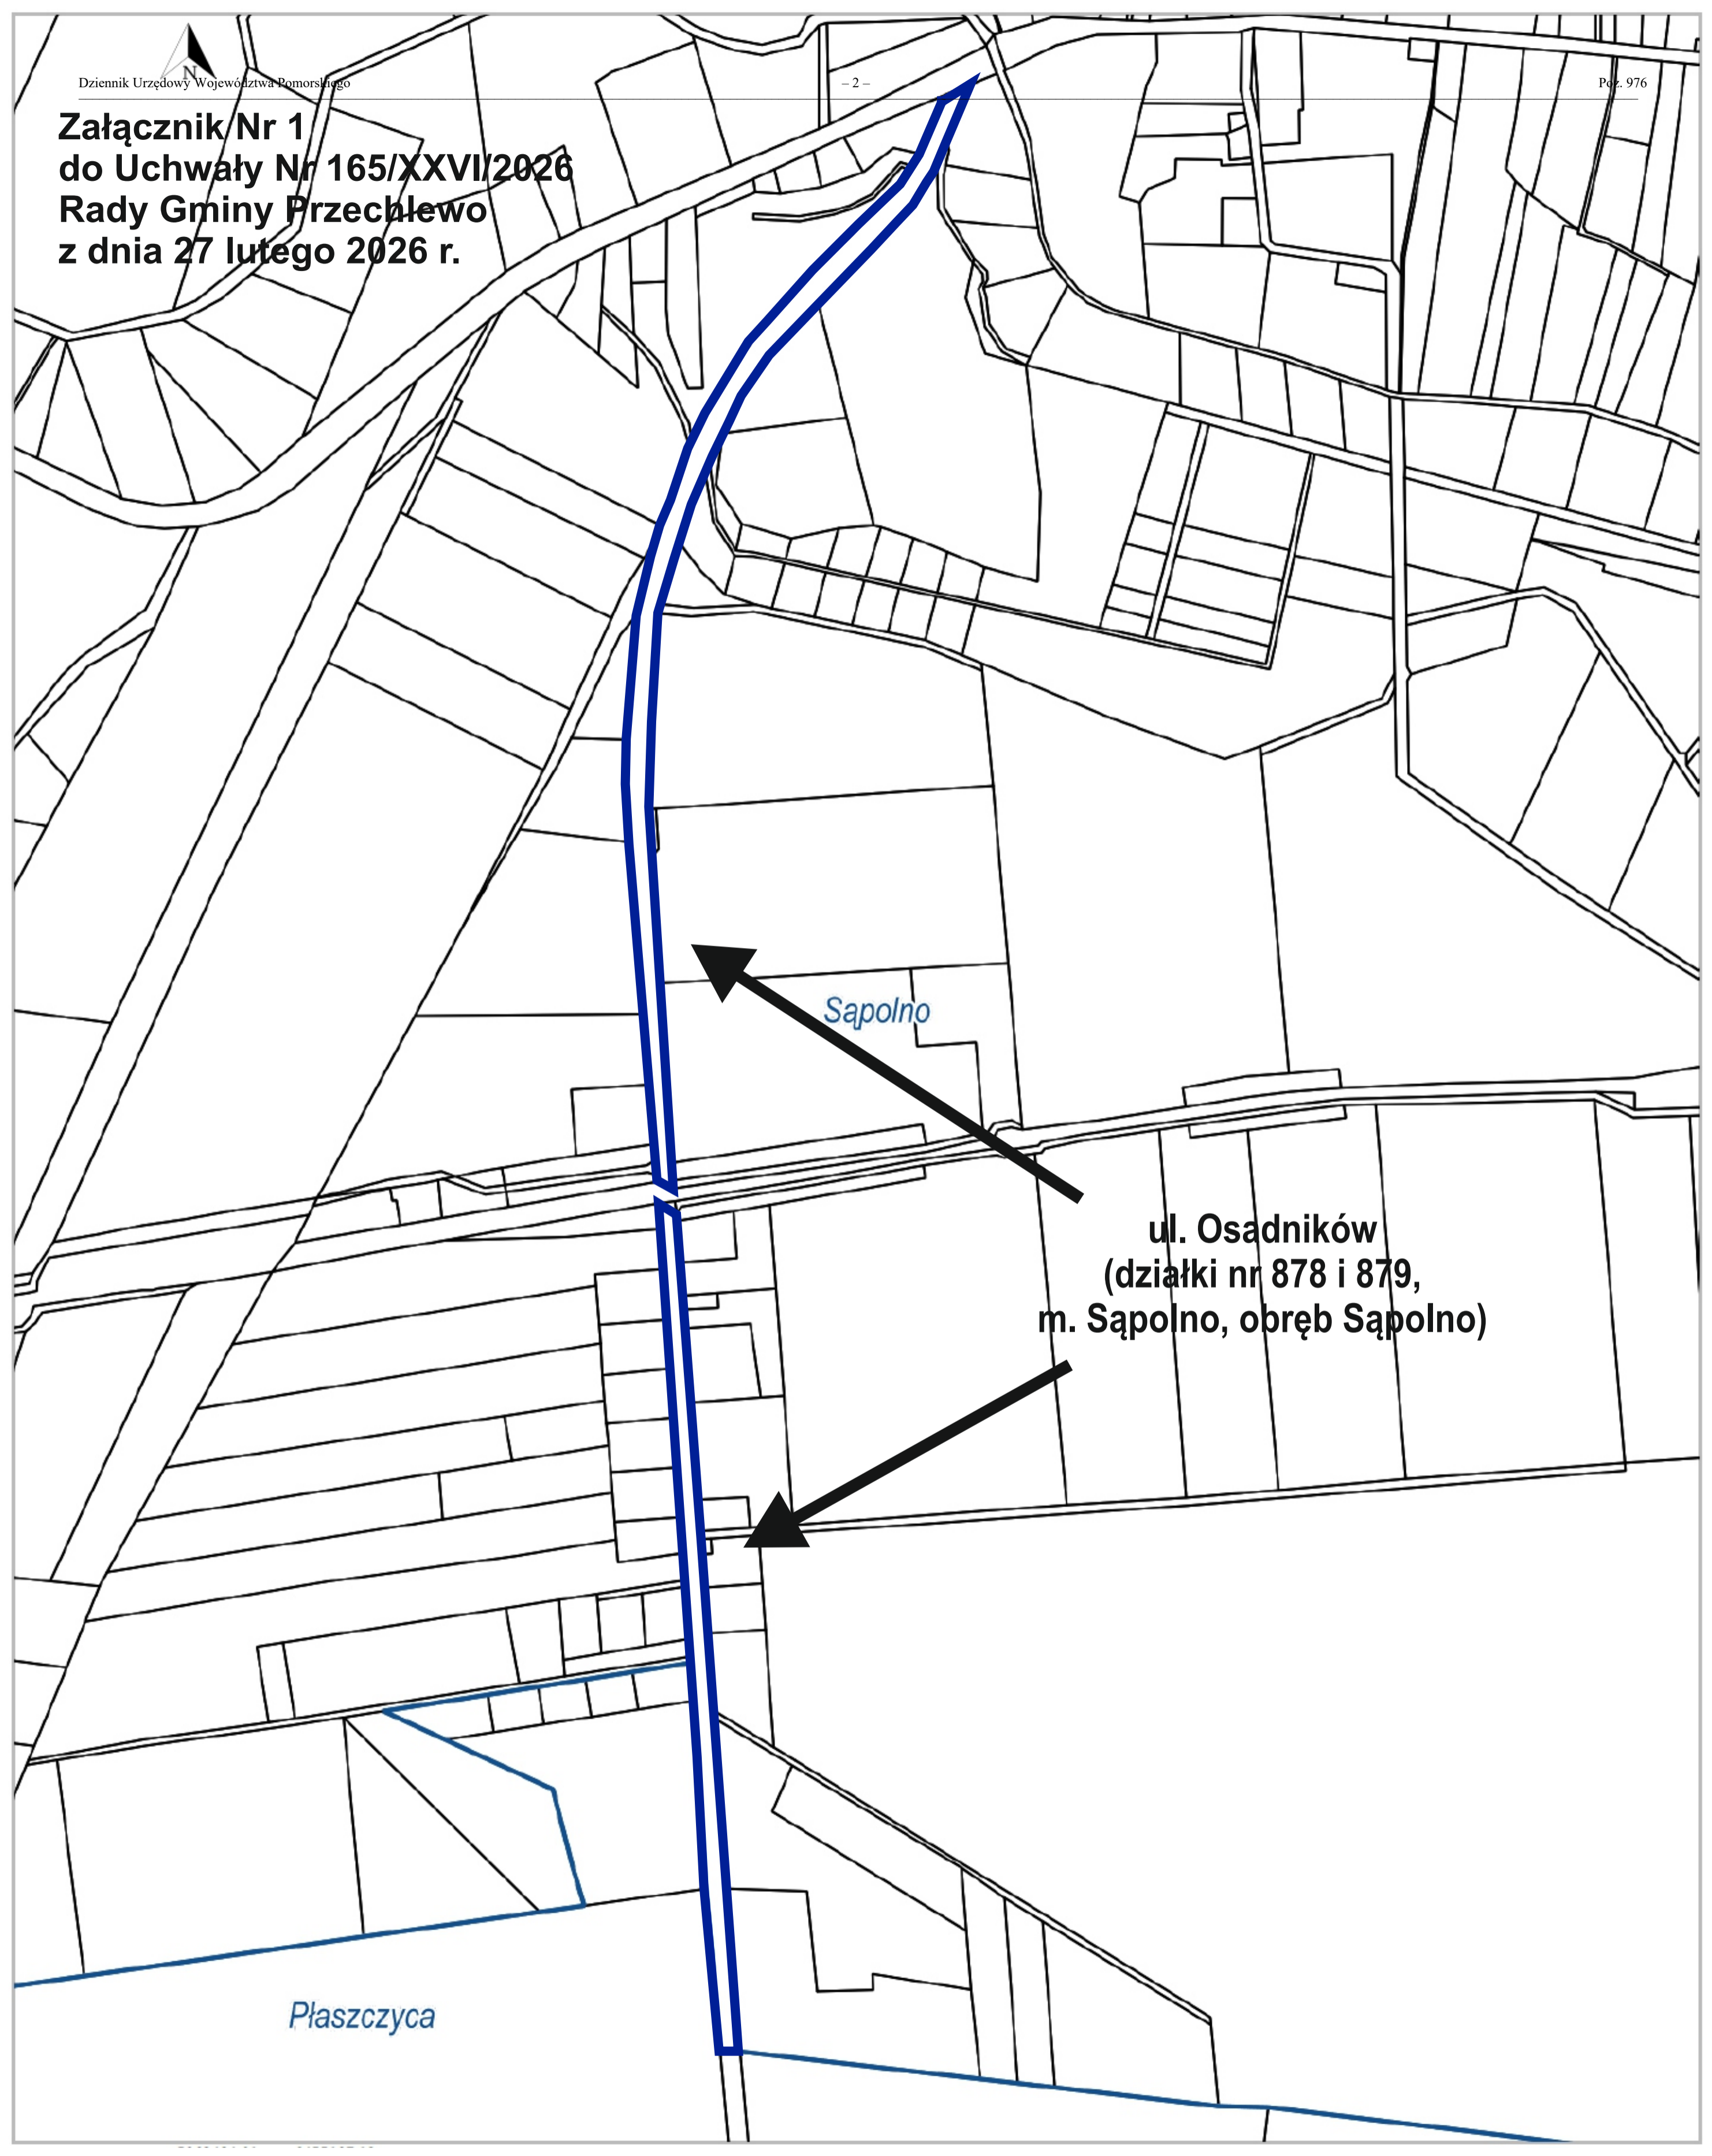 N
Dziennik Urzędowy Województwa Pomorskiego – 2 – Poz. 976
Załącznik Nr 1
do Uchwały Nr 165/XXVI/2026
Rady Gminy Przechlewo
z dnia 27 lutego 2026 r.
Sąpolno
ul. Osadników
(działki nr 878 i 879,
m. Sąpolno, obręb Sąpolno)
Płaszczyca